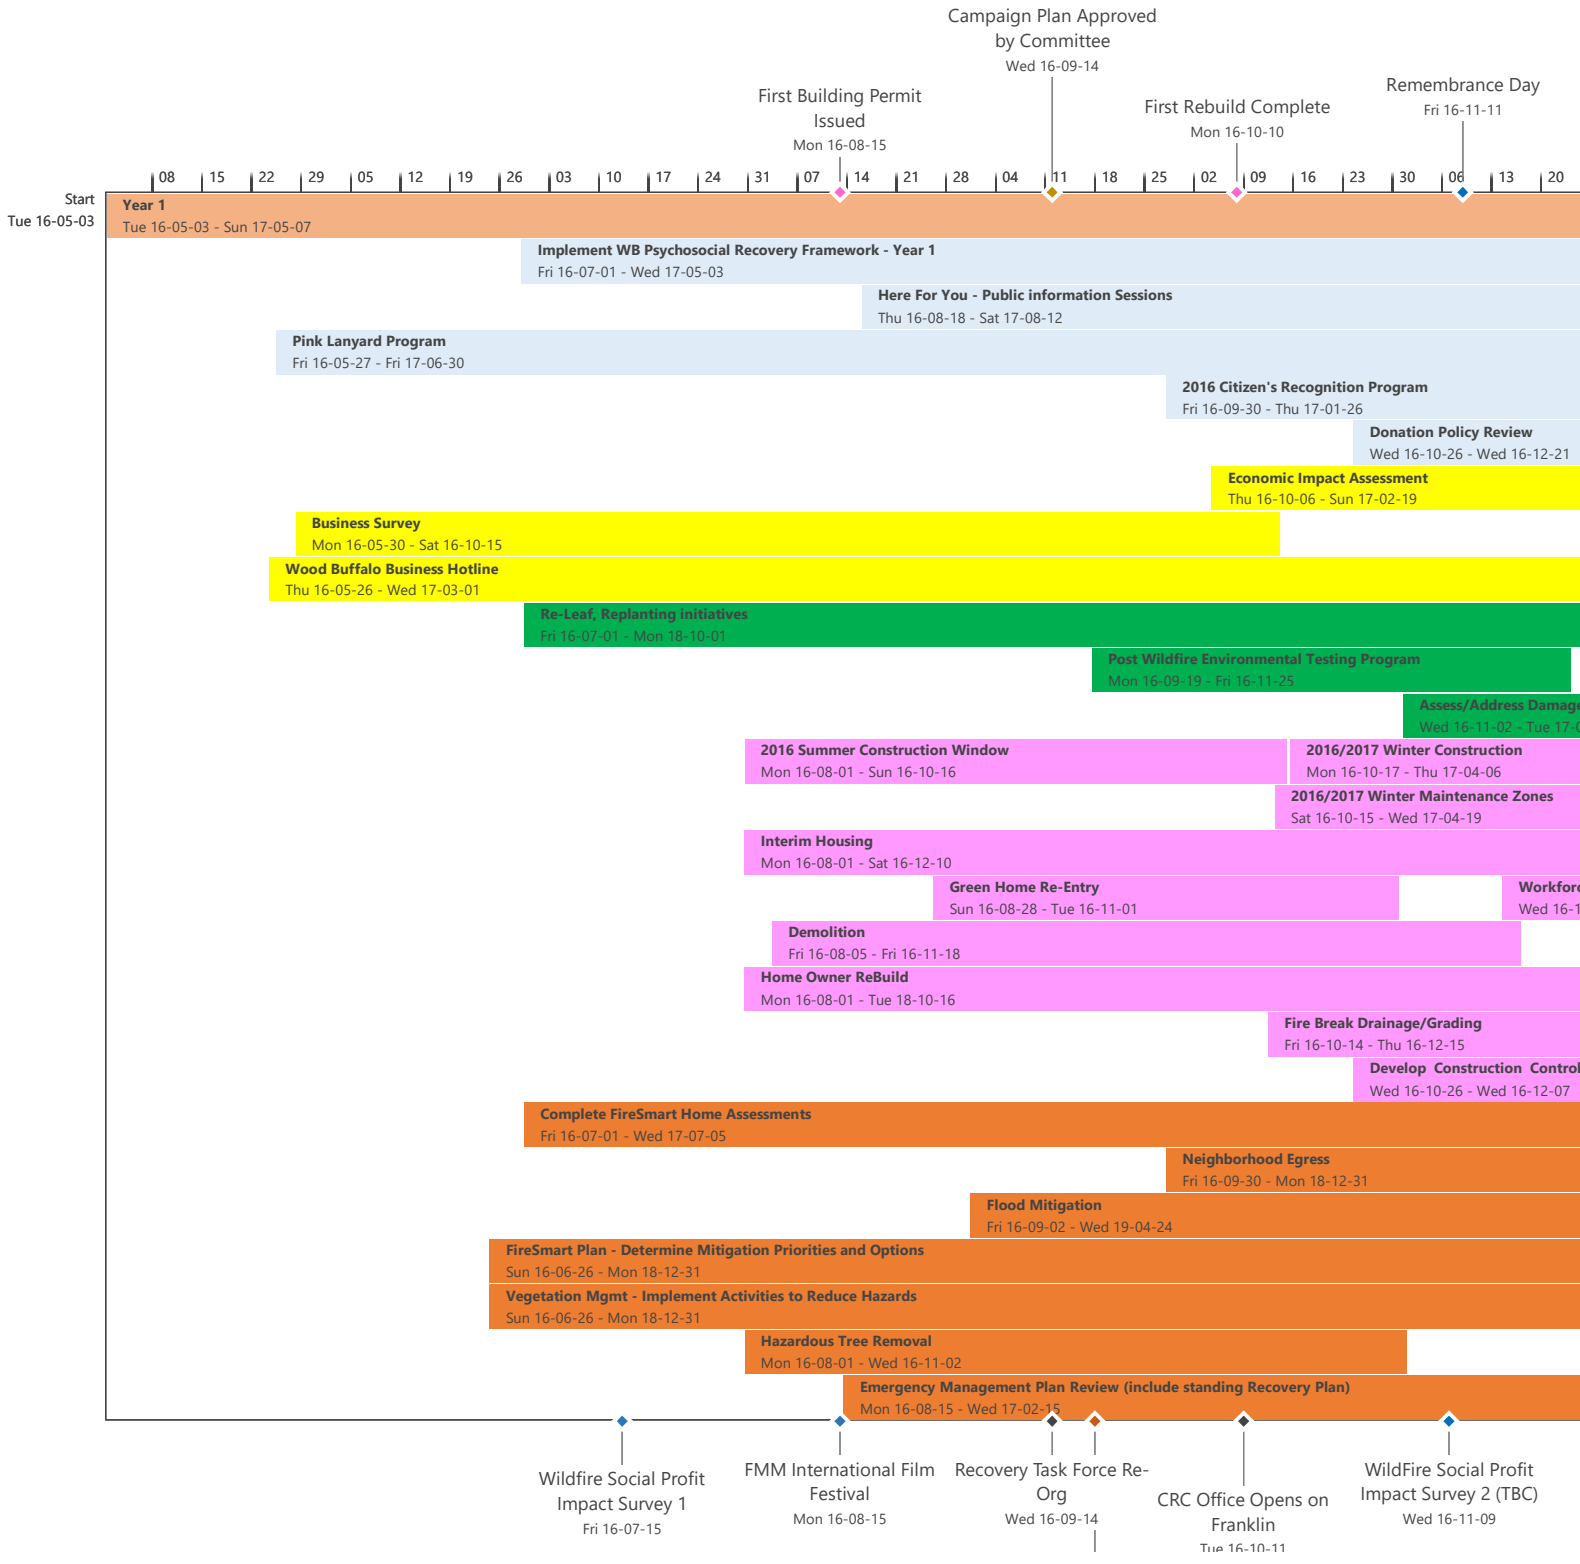 Campaign Plan Approved
by Committee
Wed 16-09-14
First Building Permit
Issued
Mon 16-08-15
First Rebuild Complete
Mon 16-10-10
Remembrance Day
Fri 16-11-11
08 15 22 29 05 12 19 26 03 10 17 24 31 07 14 21 28 04 11 18 25 02 09 16 23 30 06 13 20
Start
Tue 16-05-03
Year 1
Tue 16-05-03 - Sun 17-05-07
Implement WB Psychosocial Recovery Framework - Year 1
Fri 16-07-01 - Wed 17-05-03
Here For You - Public information Sessions
Thu 16-08-18 - Sat 17-08-12
Pink Lanyard Program
Fri 16-05-27 - Fri 17-06-30
2016 Citizen's Recognition Program
Fri 16-09-30 - Thu 17-01-26
Donation Policy Review
Wed 16-10-26 - Wed 16-12-21
Economic Impact Assessment
Thu 16-10-06 - Sun 17-02-19
Business Survey
Mon 16-05-30 - Sat 16-10-15
Wood Buffalo Business Hotline
Thu 16-05-26 - Wed 17-03-01
Re-Leaf, Replanting initiatives
Fri 16-07-01 - Mon 18-10-01
Post Wildfire Environmental Testing Program
Mon 16-09-19 - Fri 16-11-25
Assess/Address Damage
Wed 16-11-02 - Tue 17-0
2016 Summer Construction Window
Mon 16-08-01 - Sun 16-10-16
2016/2017 Winter Construction
Mon 16-10-17 - Thu 17-04-06
2016/2017 Winter Maintenance Zones
Sat 16-10-15 - Wed 17-04-19
Interim Housing
Mon 16-08-01 - Sat 16-12-10
Green Home Re-Entry
Sun 16-08-28 - Tue 16-11-01
Workforc
Wed 16-1
Demolition
Fri 16-08-05 - Fri 16-11-18
Home Owner ReBuild
Mon 16-08-01 - Tue 18-10-16
Fire Break Drainage/Grading
Fri 16-10-14 - Thu 16-12-15
Develop Construction Control
Wed 16-10-26 - Wed 16-12-07
Complete FireSmart Home Assessments
Fri 16-07-01 - Wed 17-07-05
Neighborhood Egress
Fri 16-09-30 - Mon 18-12-31
Flood Mitigation
Fri 16-09-02 - Wed 19-04-24
FireSmart Plan - Determine Mitigation Priorities and Options
Sun 16-06-26 - Mon 18-12-31
Vegetation Mgmt - Implement Activities to Reduce Hazards
Sun 16-06-26 - Mon 18-12-31
Hazardous Tree Removal
Mon 16-08-01 - Wed 16-11-02
Emergency Management Plan Review (include standing Recovery Plan)
Mon 16-08-15 - Wed 17-02-15
Wildfire Social Profit
Impact Survey 1
Fri 16-07-15
FMM International Film
Festival
Mon 16-08-15
Recovery Task Force Re-
Org
Wed 16-09-14
CRC Office Opens on
Franklin
Tue 16-10-11
WildFire Social Profit
Impact Survey 2 (TBC)
Wed 16-11-09